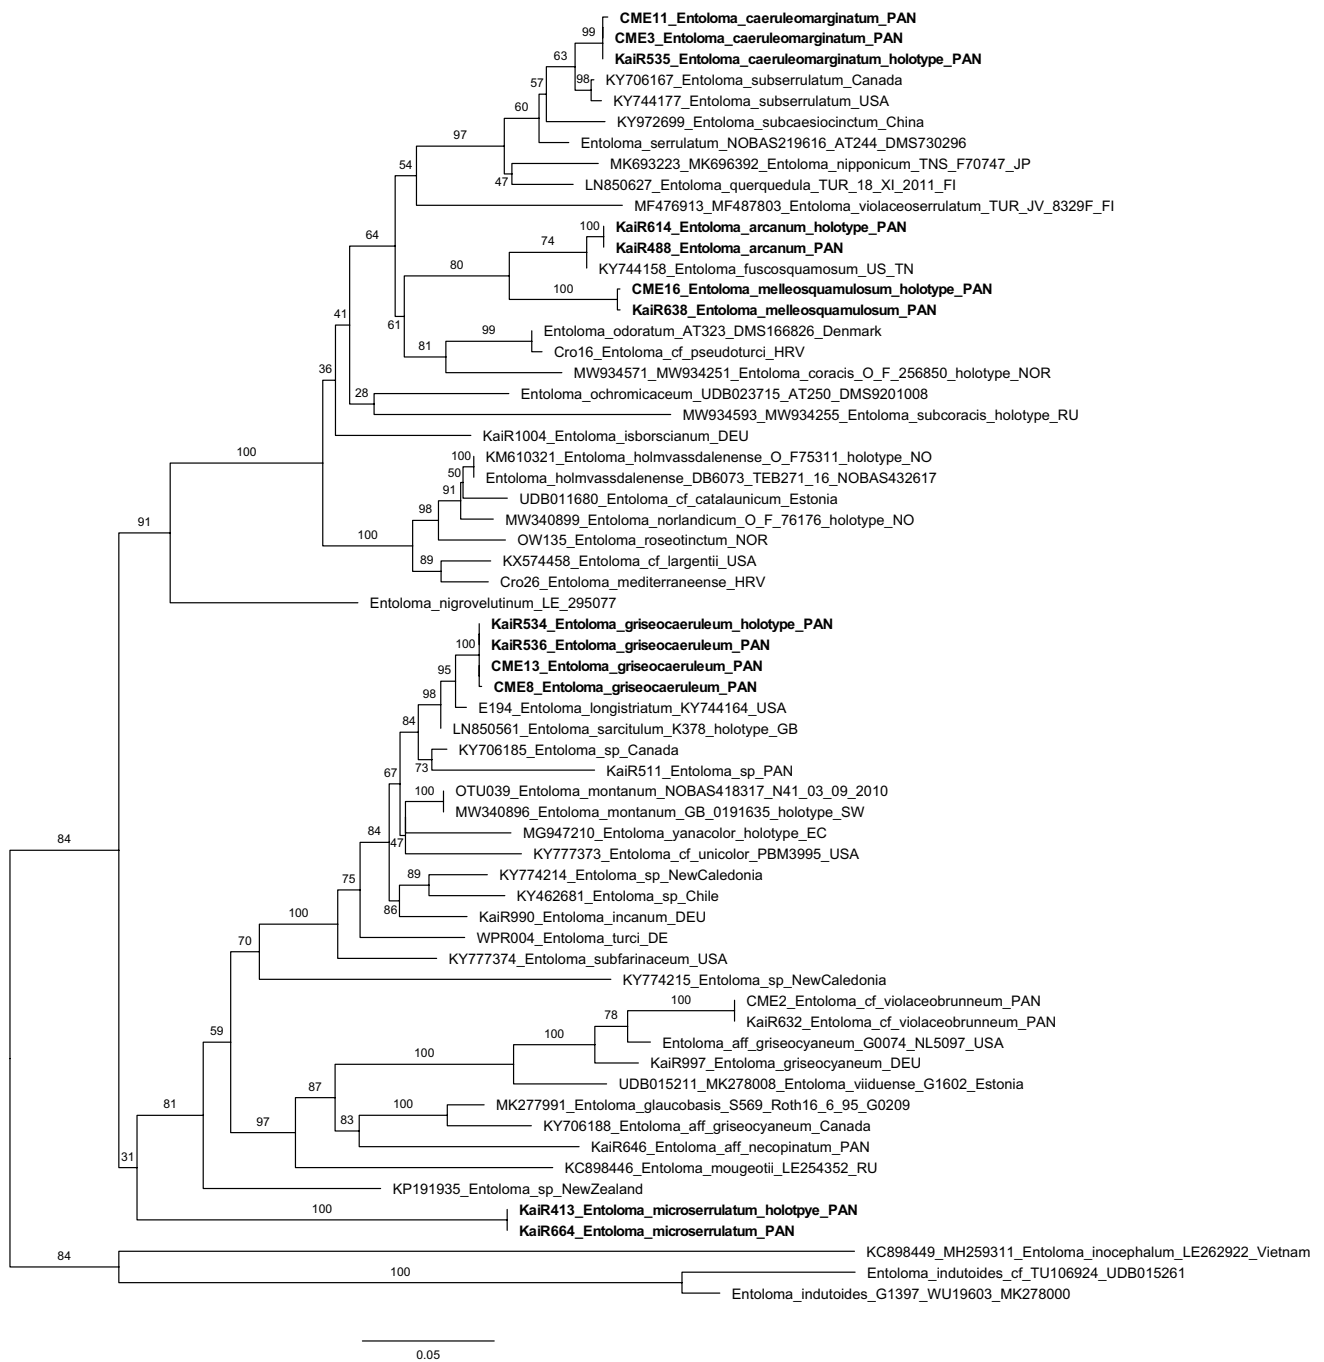 CME11_Entoloma_caeruleomarginatum_PAN
99
CME3_Entoloma_caeruleomarginatum_PAN
63
KaiR535_Entoloma_caeruleomarginatum_holotype_PAN
57
98
KY706167_Entoloma_subserrulatum_Canada
KY744177_Entoloma_subserrulatum_USA
60
KY972699_Entoloma_subcaesiocinctum_China
97
Entoloma_serrulatum_NOBAS219616_AT244_DMS730296
54
MK693223_MK696392_Entoloma_nipponicum_TNS_F70747_JP
47
LN850627_Entoloma_querquedula_TUR_18_XI_2011_FI
MF476913_MF487803_Entoloma_violaceoserrulatum_TUR_JV_8329F_FI
100
KaiR614_Entoloma_arcanum_holotype_PAN
64
74
KaiR488_Entoloma_arcanum_PAN
80
KY744158_Entoloma_fuscosquamosum_US_TN
100
CME16_Entoloma_melleosquamulosum_holotype_PAN
41
KaiR638_Entoloma_melleosquamulosum_PAN
61
99
Entoloma_odoratum_AT323_DMS166826_Denmark
81
Cro16_Entoloma_cf_pseudoturci_HRV
36
MW934571_MW934251_Entoloma_coracis_O_F_256850_holotype_NOR
28
Entoloma_ochromicaceum_UDB023715_AT250_DMS9201008
MW934593_MW934255_Entoloma_subcoracis_holotype_RU
KaiR1004_Entoloma_isborscianum_DEU
100
100
KM610321_Entoloma_holmvassdalenense_O_F75311_holotype_NO
50
Entoloma_holmvassdalenense_DB6073_TEB271_16_NOBAS432617
91
UDB011680_Entoloma_cf_catalaunicum_Estonia
98
MW340899_Entoloma_norlandicum_O_F_76176_holotype_NO
91
100
OW135_Entoloma_roseotinctum_NOR
89
KX574458_Entoloma_cf_largentii_USA
Cro26_Entoloma_mediterraneense_HRV
Entoloma_nigrovelutinum_LE_295077
KaiR534_Entoloma_griseocaeruleum_holotype_PAN
100
KaiR536_Entoloma_griseocaeruleum_PAN
95
CME13_Entoloma_griseocaeruleum_PAN
98
CME8_Entoloma_griseocaeruleum_PAN
E194_Entoloma_longistriatum_KY744164_USA
84
LN850561_Entoloma_sarcitulum_K378_holotype_GB
KY706185_Entoloma_sp_Canada
67
73
KaiR511_Entoloma_sp_PAN
100
OTU039_Entoloma_montanum_NOBAS418317_N41_03_09_2010
MW340896_Entoloma_montanum_GB_0191635_holotype_SW
84
84
47
MG947210_Entoloma_yanacolor_holotype_EC
KY777373_Entoloma_cf_unicolor_PBM3995_USA
75
89
KY774214_Entoloma_sp_NewCaledonia
KY462681_Entoloma_sp_Chile
100
86
KaiR990_Entoloma_incanum_DEU
70
WPR004_Entoloma_turci_DE
KY777374_Entoloma_subfarinaceum_USA
KY774215_Entoloma_sp_NewCaledonia
100
CME2_Entoloma_cf_violaceobrunneum_PAN
59
78
KaiR632_Entoloma_cf_violaceobrunneum_PAN
100
Entoloma_aff_griseocyaneum_G0074_NL5097_USA
100
KaiR997_Entoloma_griseocyaneum_DEU
87
UDB015211_MK278008_Entoloma_viiduense_G1602_Estonia
81
100
MK277991_Entoloma_glaucobasis_S569_Roth16_6_95_G0209
97
83
KY706188_Entoloma_aff_griseocyaneum_Canada
KaiR646_Entoloma_aff_necopinatum_PAN
31
KC898446_Entoloma_mougeotii_LE254352_RU
KP191935_Entoloma_sp_NewZealand
100
KaiR413_Entoloma_microserrulatum_holotpye_PAN
KaiR664_Entoloma_microserrulatum_PAN
84
KC898449_MH259311_Entoloma_inocephalum_LE262922_Vietnam
100
Entoloma_indutoides_cf_TU106924_UDB015261
Entoloma_indutoides_G1397_WU19603_MK278000
0.05